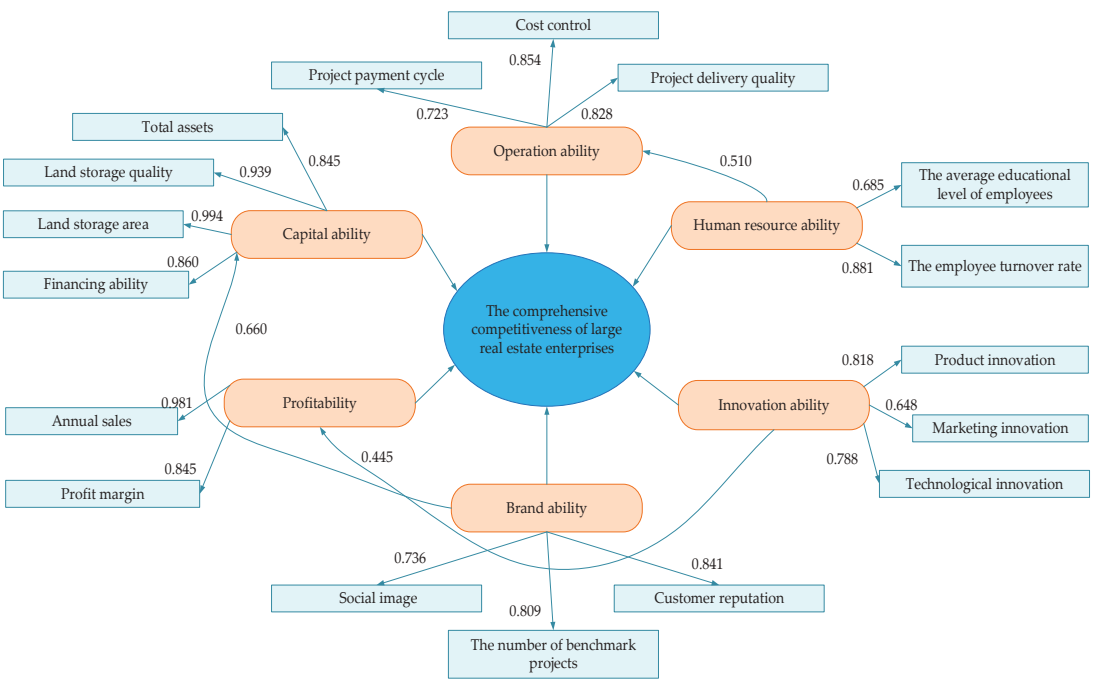 Cost control
0.854
Project payment cycle
Project delivery quality
0.723
0.828
Total assets
Operation ability
0.845
0.510
Land storage quality
0.939
The average educational
level of employees
0.685
Land storage area
0.994
Capital ability
Human resource ability
0.860
0.881
The employee turnover rate
Financing ability
The comprehensive
competitiveness of large
real estate enterprises
0.660
0.818
Product innovation
0.981
Profitability
Innovation ability
0.648
Annual sales
Marketing innovation
0.445
0.788
0.845
Technological innovation
Profit margin
Brand ability
0.736
0.841
Social image
0.809
Customer reputation
The number of benchmark
projects